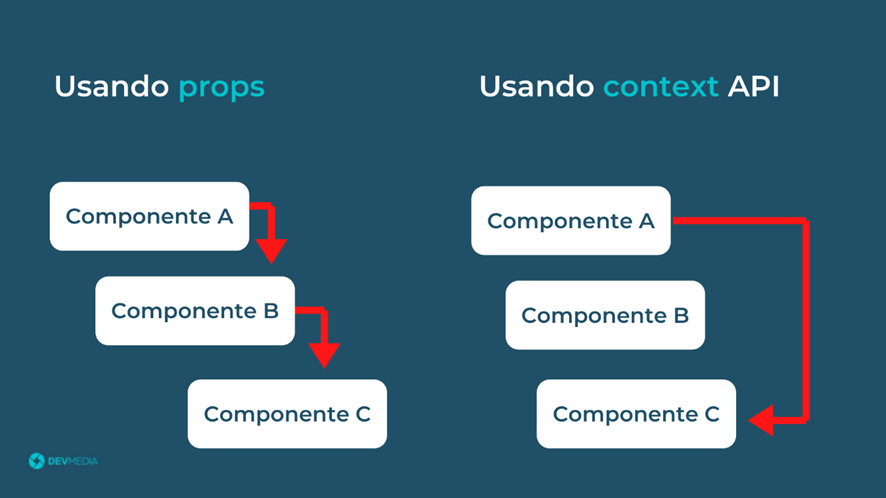 Usando props
Componente A
Componente B
Componente C
Usando context API
Componente A
Componente B
Componente C
DEVMEDIA